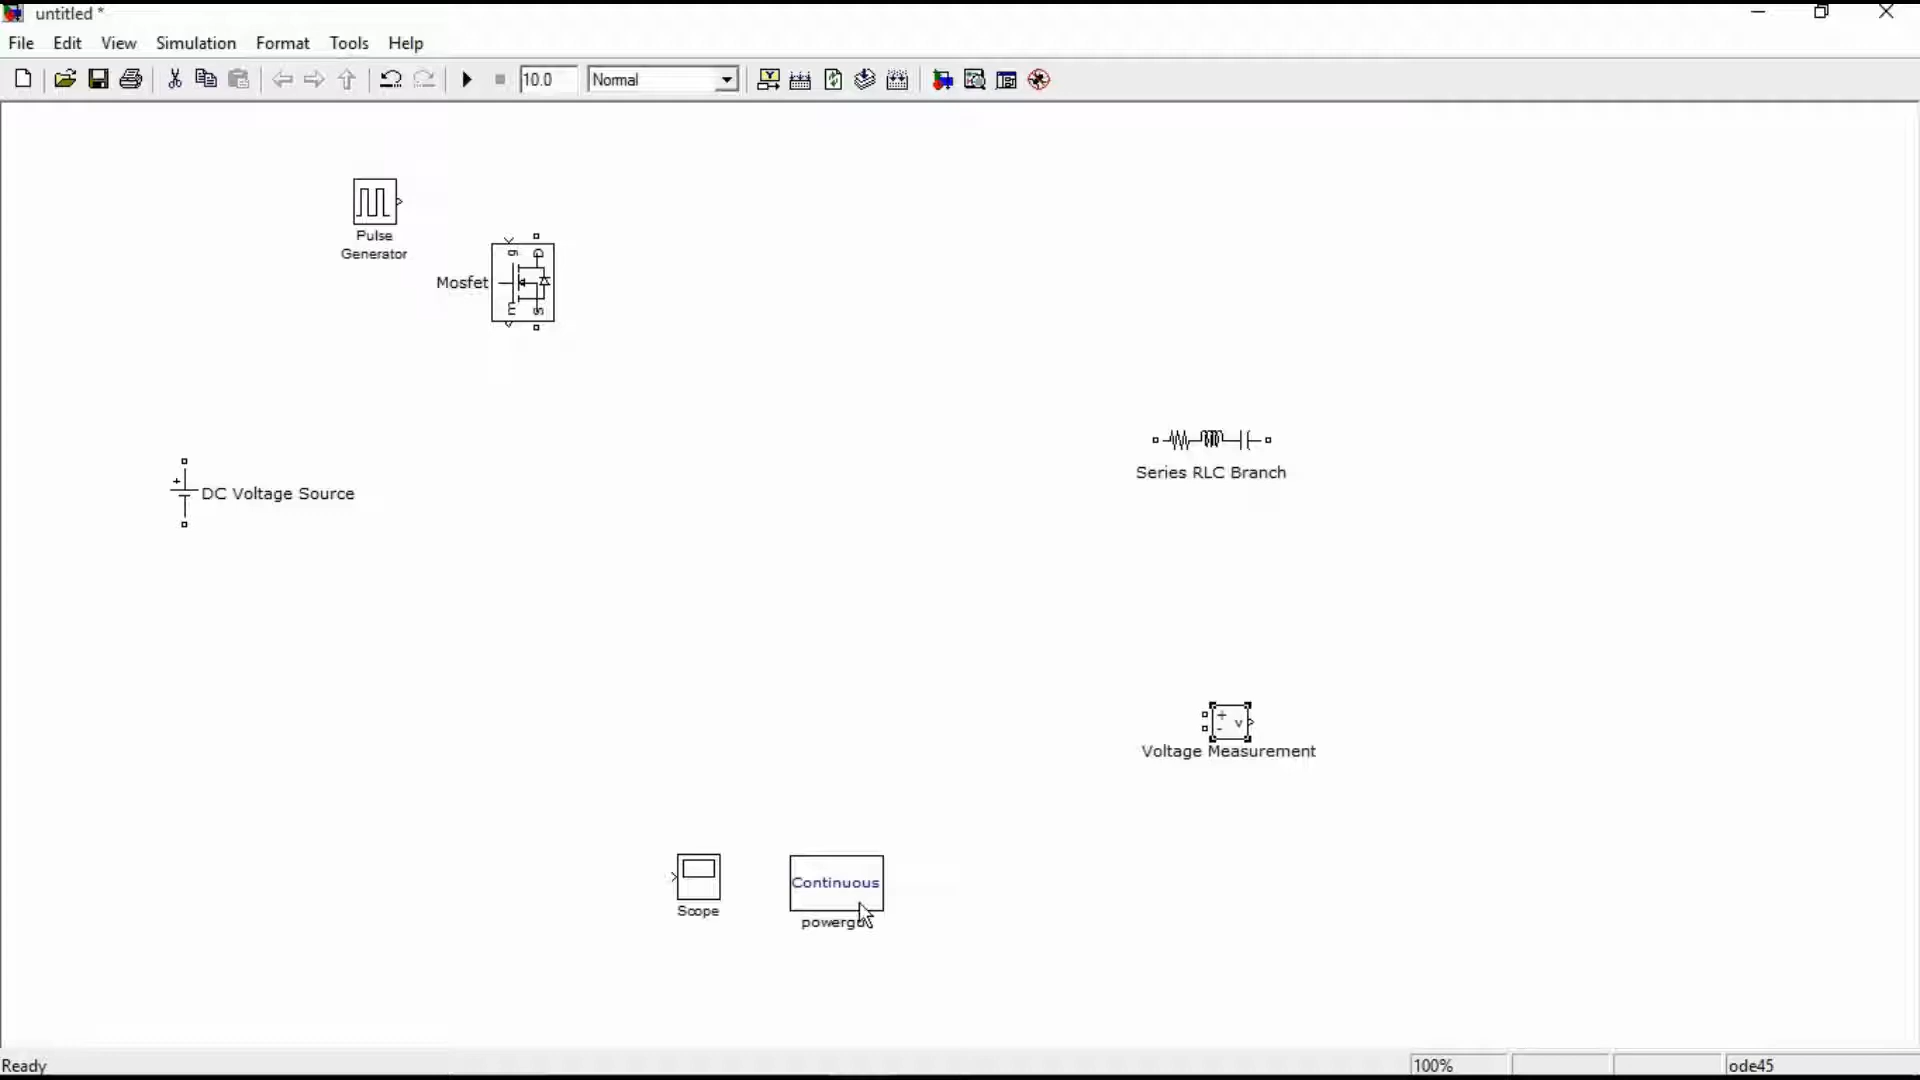 untitled *
File Edit View Simulation Format Tools Help
10.0 Normal
Pulse
Generator
g D
Mosfet
m S
+
DC Voltage Source
Series RLC Branch
+
v
-
Voltage Measurement
Continuous
Scope
Ready 100% ode45